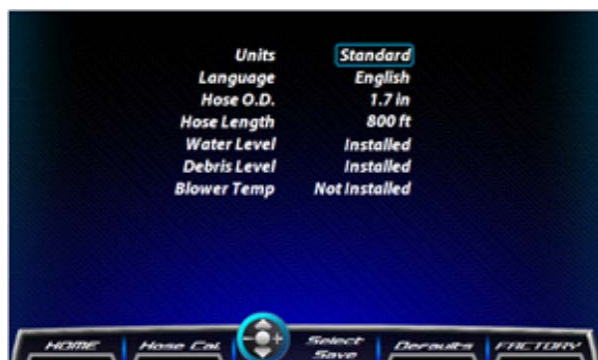 Units Standard
Language English
Hose O.D. 1.7 in
Hose Length 800 ft
Water Level Installed
Debris Level Installed
Blower Temp Not Installed
HOME Hose Cal. Select Defaults FACTORY
Save